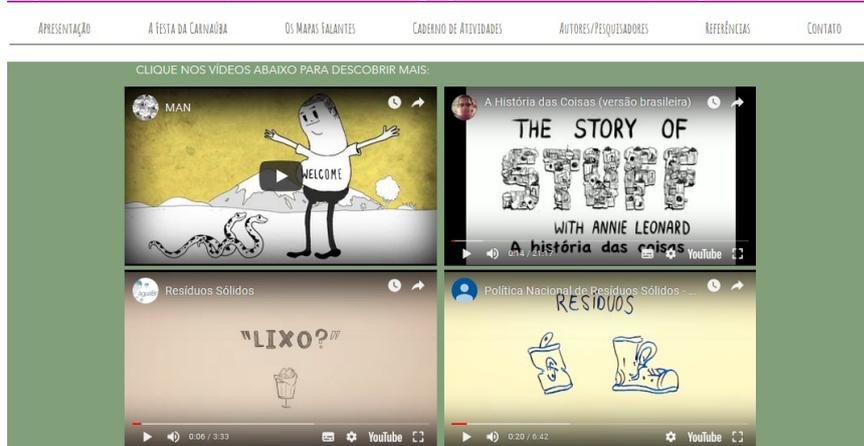 Apresentação A Festa da Carnaúba Os Mapas Falantes Caderno de Atividades Autores/Pesquisadores Referências Contato
CLIQUE NOS VÍDEOS ABAIXO PARA DESCOBRIR MAIS:
MAN
WELCOME
A História das Coisas (versão brasileira)
THE STORY OF
STUFF
WITH ANNIE LEONARD
A história das coisas
0:14 / 21:17 YouTube
Resíduos Sólidos
"LIXO?"
0:06 / 3:33 YouTube
Política Nacional de Resíduos Sólidos -...
RESÍDUOS
0:20 / 6:42 YouTube